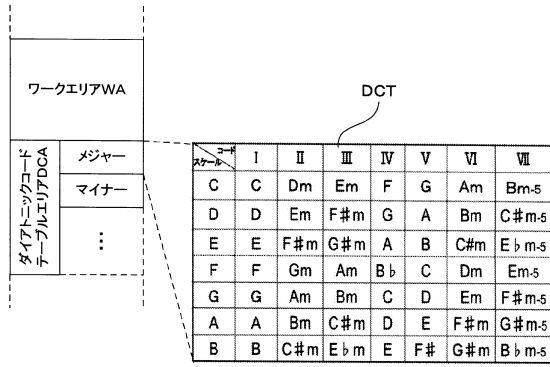 ワークエリアWA
ダイアトニックコード
テーブルエリアDCA
メジャー
マイナー
⋮
DCT
スケール コード Ⅰ Ⅱ Ⅲ Ⅳ Ⅴ Ⅵ Ⅶ
C C Dm Em F G Am Bm-5
D D Em F♯m G A Bm C♯m-5
E E F♯m G♯m A B C#m E♭m-5
F F Gm Am B♭ C Dm Em-5
G G Am Bm C D Em F♯m-5
A A Bm C♯m D E F♯m G♯m-5
B B C♯m E♭m E F♯ G♯m B♭m-5